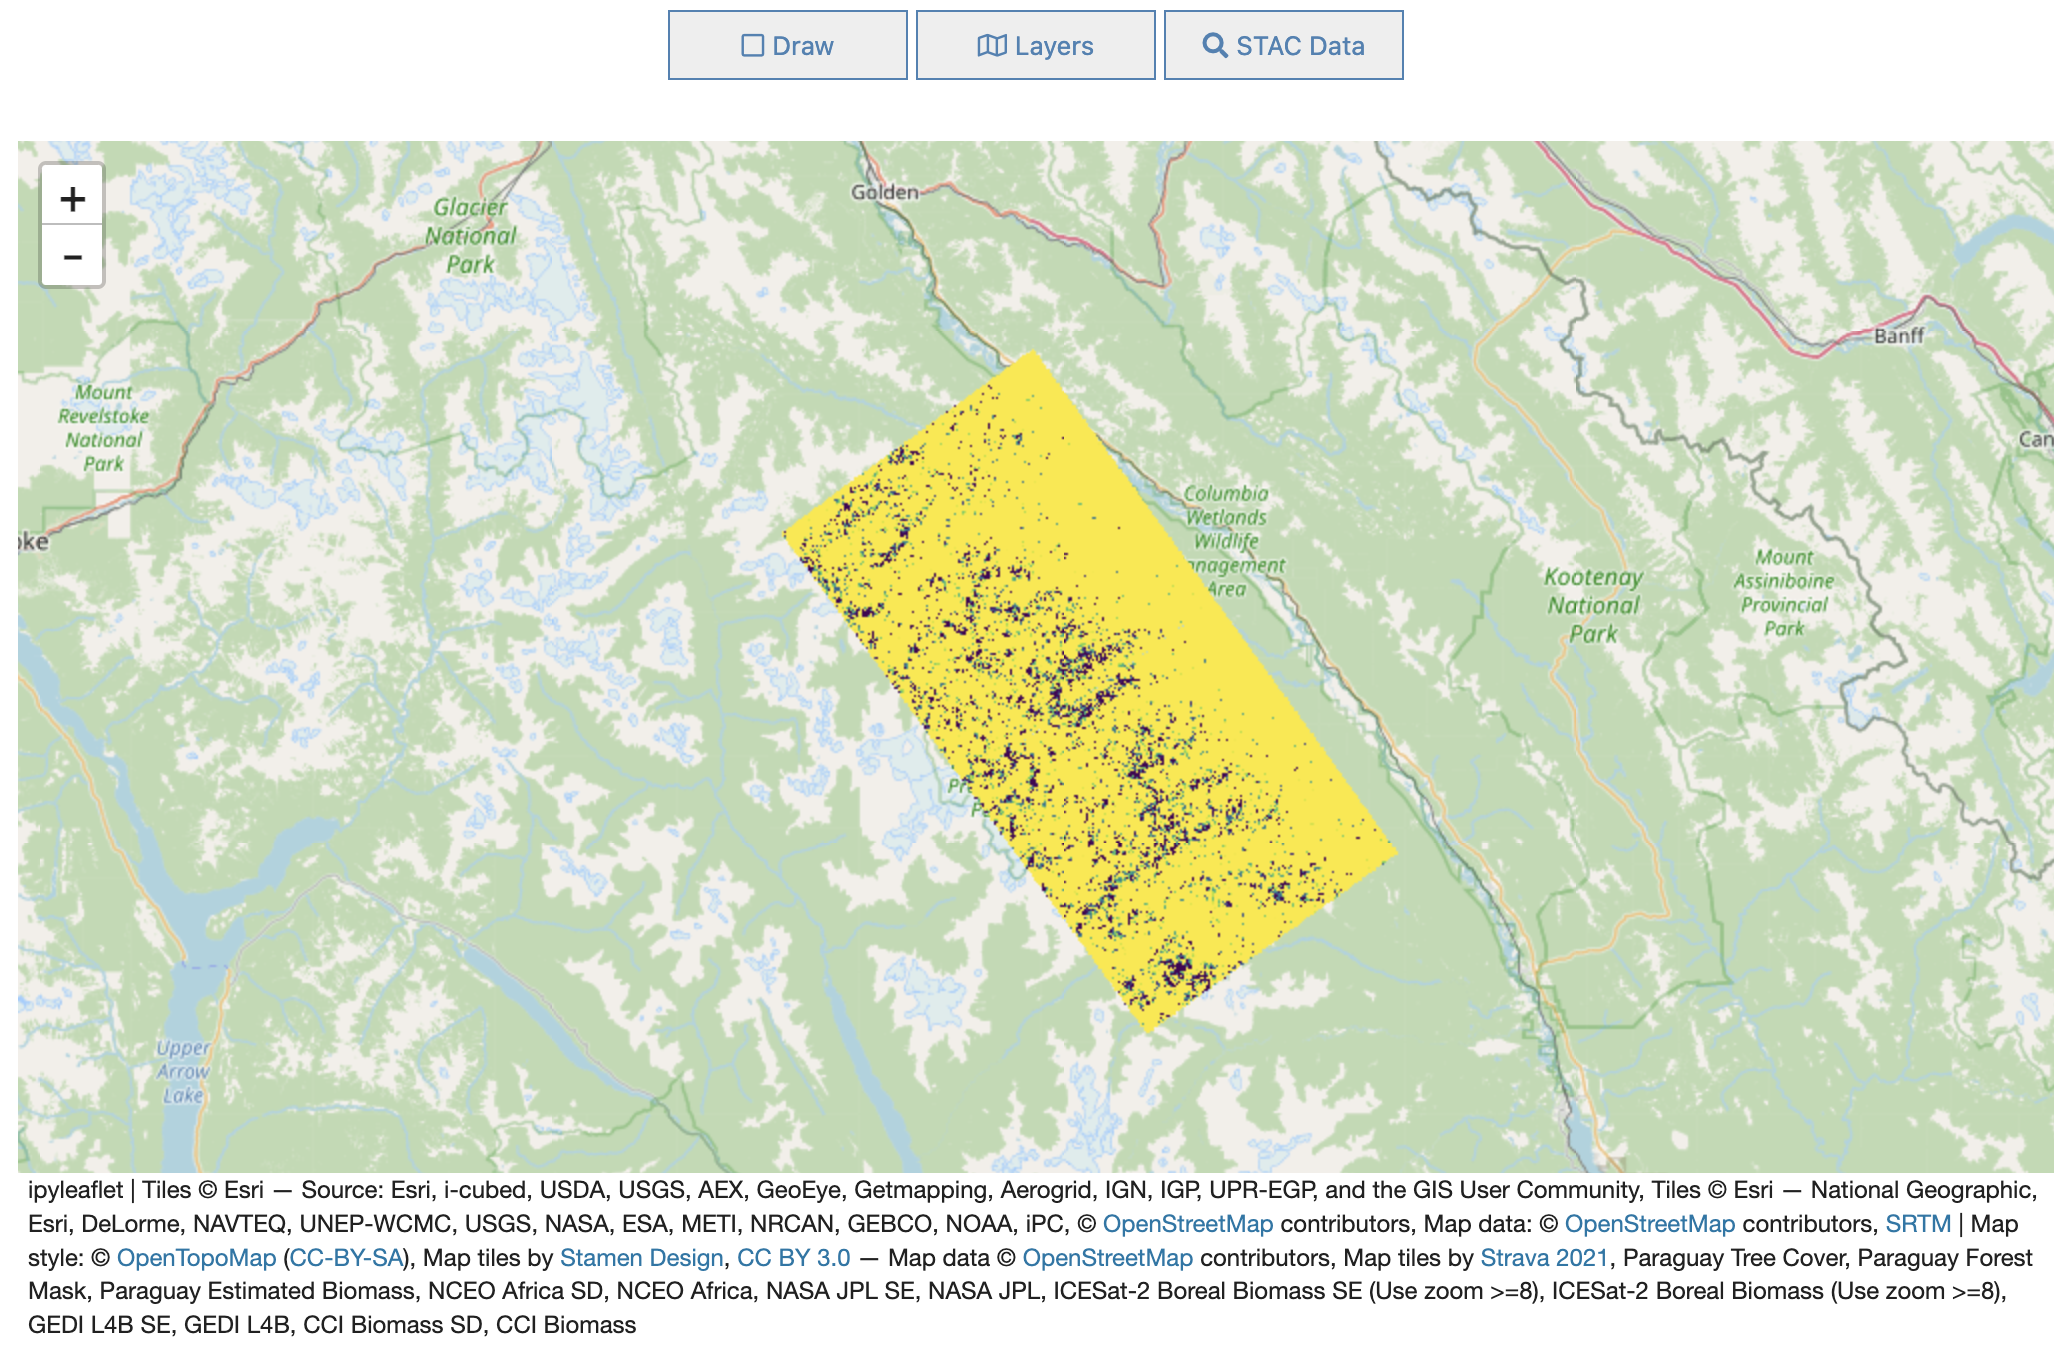 Draw
Layers
STAC Data
+
−
Golden
Glacier
National
Park
Banff
Mount
Revelstoke
National
Park
Can
oke
Columbia
Wetlands
Wildlife
anagement
Area
Kootenay
National
Park
Mount
Assiniboine
Provincial
Park
Pr
P
Upper
Arrow
Lake
ipyleaflet | Tiles © Esri — Source: Esri, i-cubed, USDA, USGS, AEX, GeoEye, Getmapping, Aerogrid, IGN, IGP, UPR-EGP, and the GIS User Community, Tiles © Esri — National Geographic,
Esri, DeLorme, NAVTEQ, UNEP-WCMC, USGS, NASA, ESA, METI, NRCAN, GEBCO, NOAA, iPC, © OpenStreetMap contributors, Map data: © OpenStreetMap contributors, SRTM | Map
style: © OpenTopoMap (CC-BY-SA), Map tiles by Stamen Design, CC BY 3.0 — Map data © OpenStreetMap contributors, Map tiles by Strava 2021, Paraguay Tree Cover, Paraguay Forest
Mask, Paraguay Estimated Biomass, NCEO Africa SD, NCEO Africa, NASA JPL SE, NASA JPL, ICESat-2 Boreal Biomass SE (Use zoom >=8), ICESat-2 Boreal Biomass (Use zoom >=8),
GEDI L4B SE, GEDI L4B, CCI Biomass SD, CCI Biomass